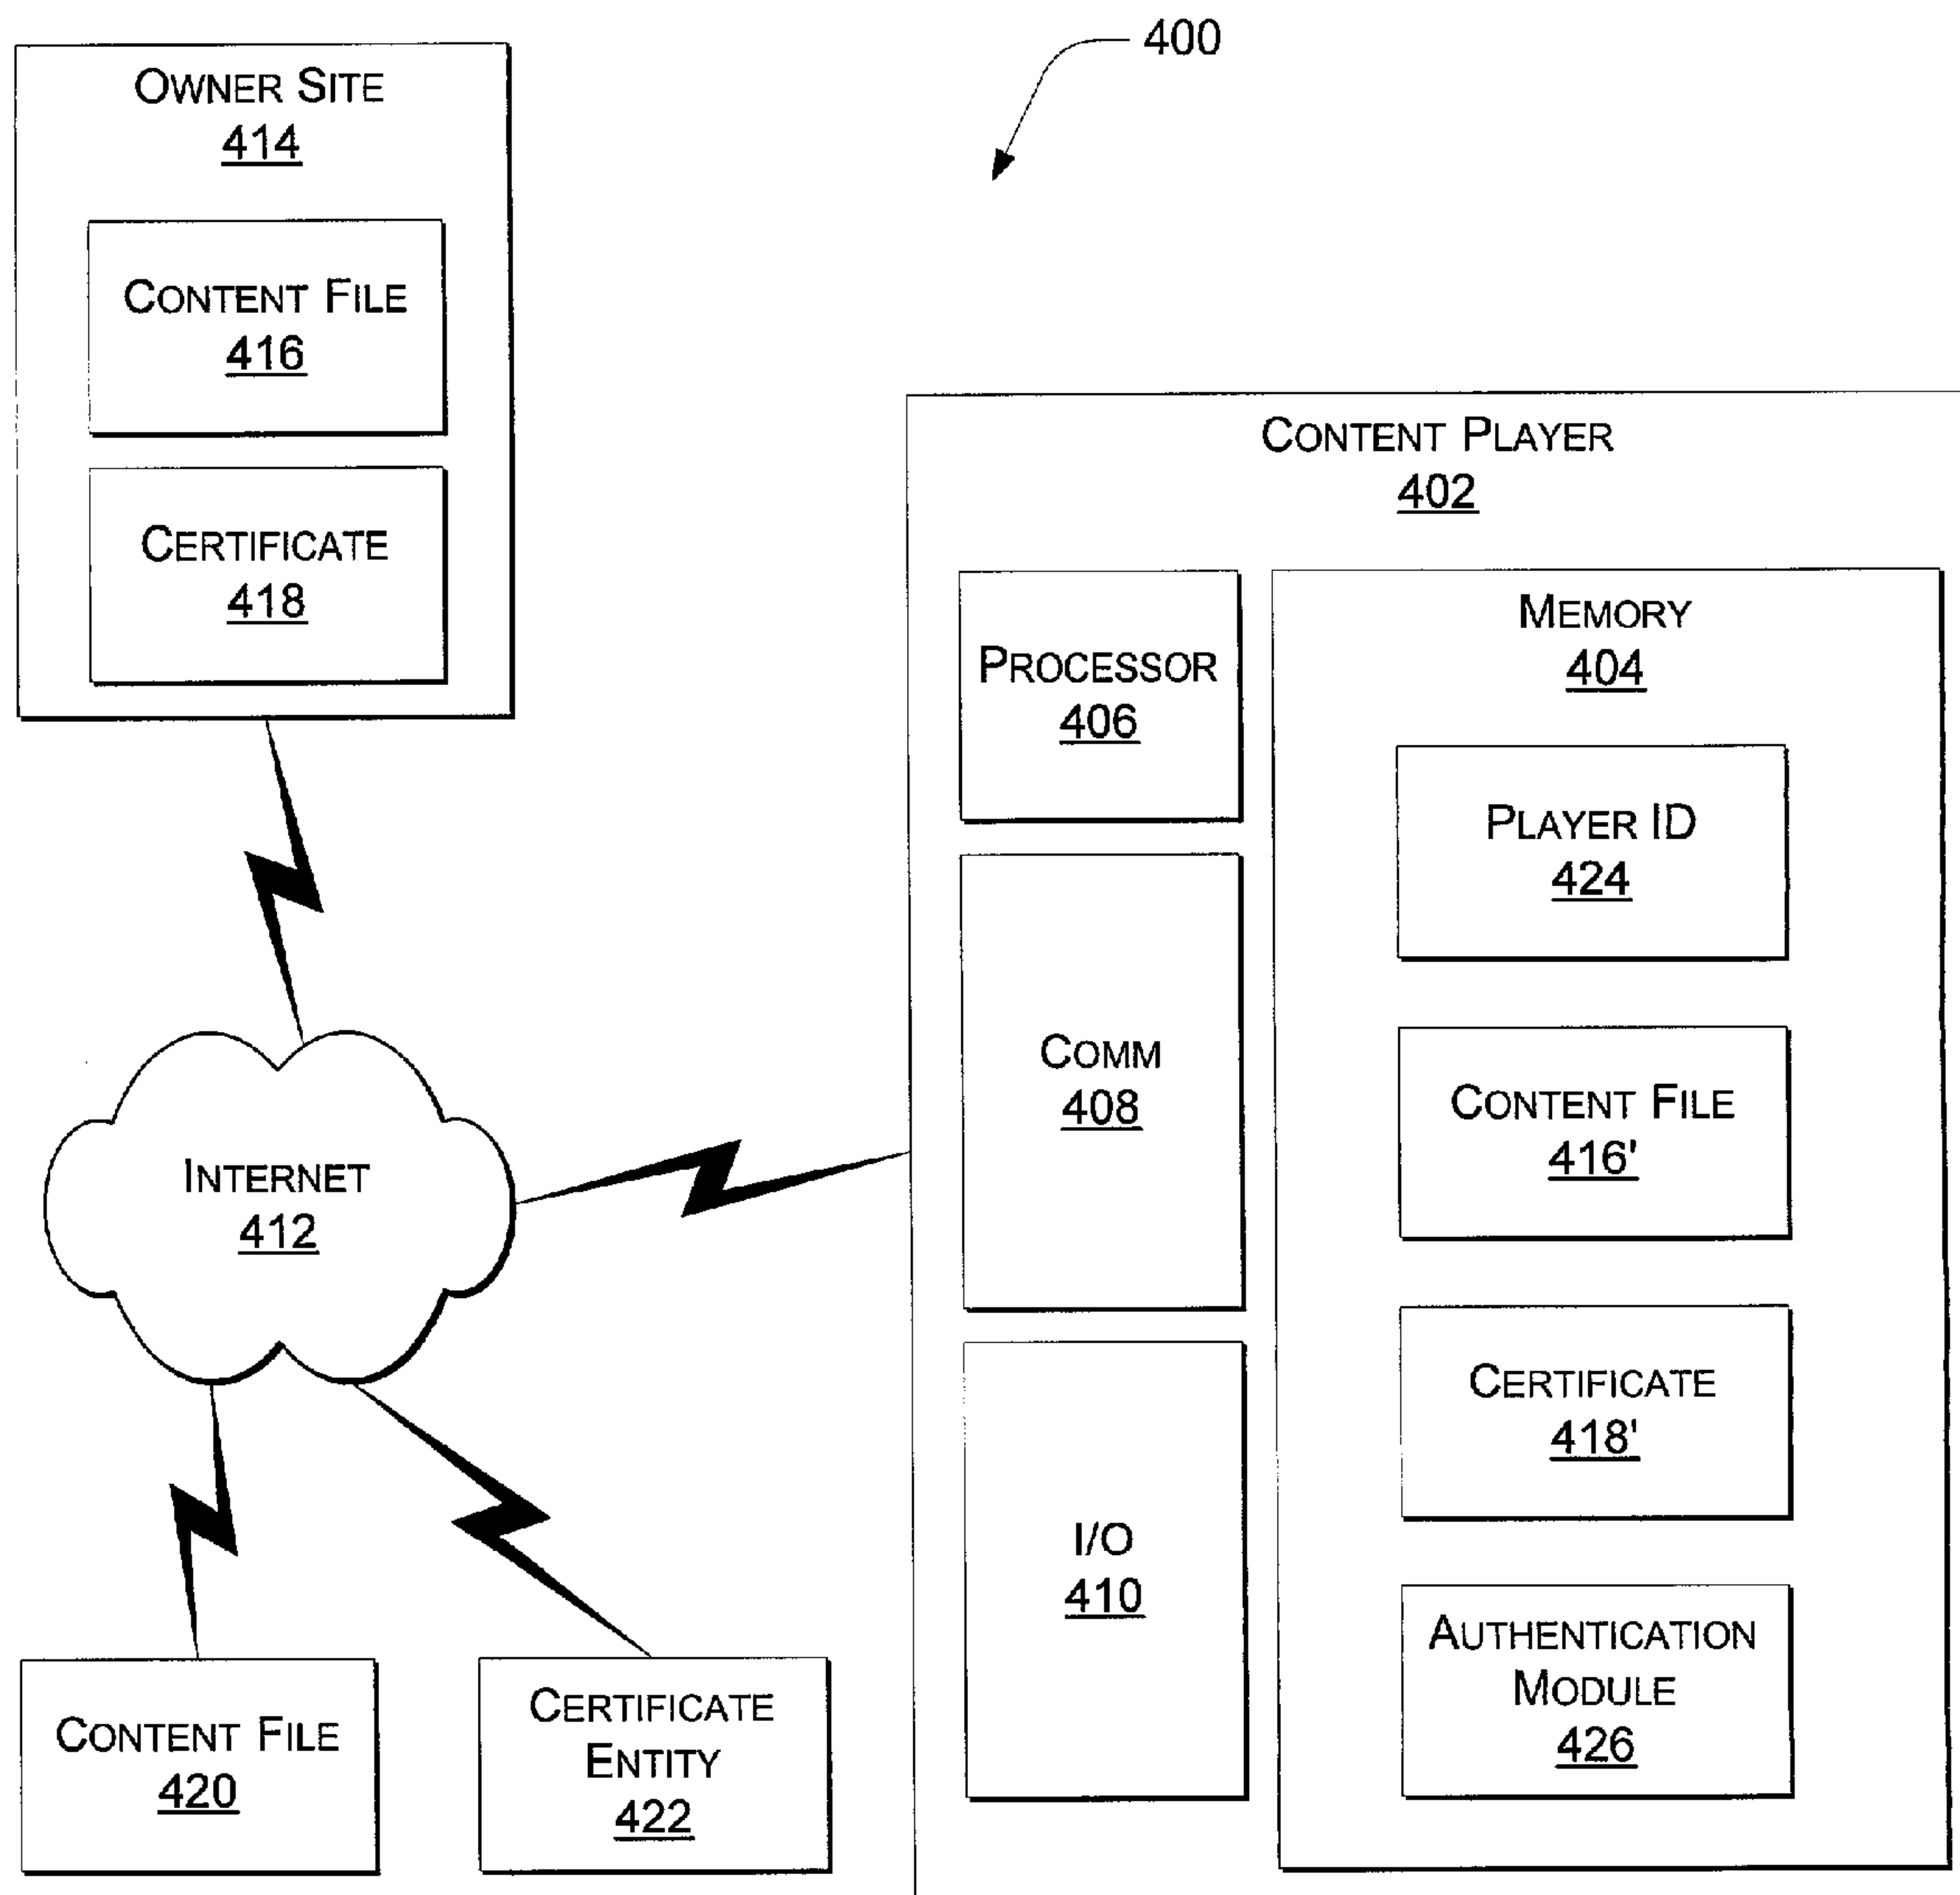 400
OWNER SITE
414
CONTENT FILE
416
CERTIFICATE
418
CONTENT PLAYER
402
PROCESSOR
406
COMM
408
I/O
410
MEMORY
404
PLAYER ID
424
CONTENT FILE
416'
CERTIFICATE
418'
AUTHENTICATION
MODULE
426
INTERNET
412
CONTENT FILE
420
CERTIFICATE
ENTITY
422